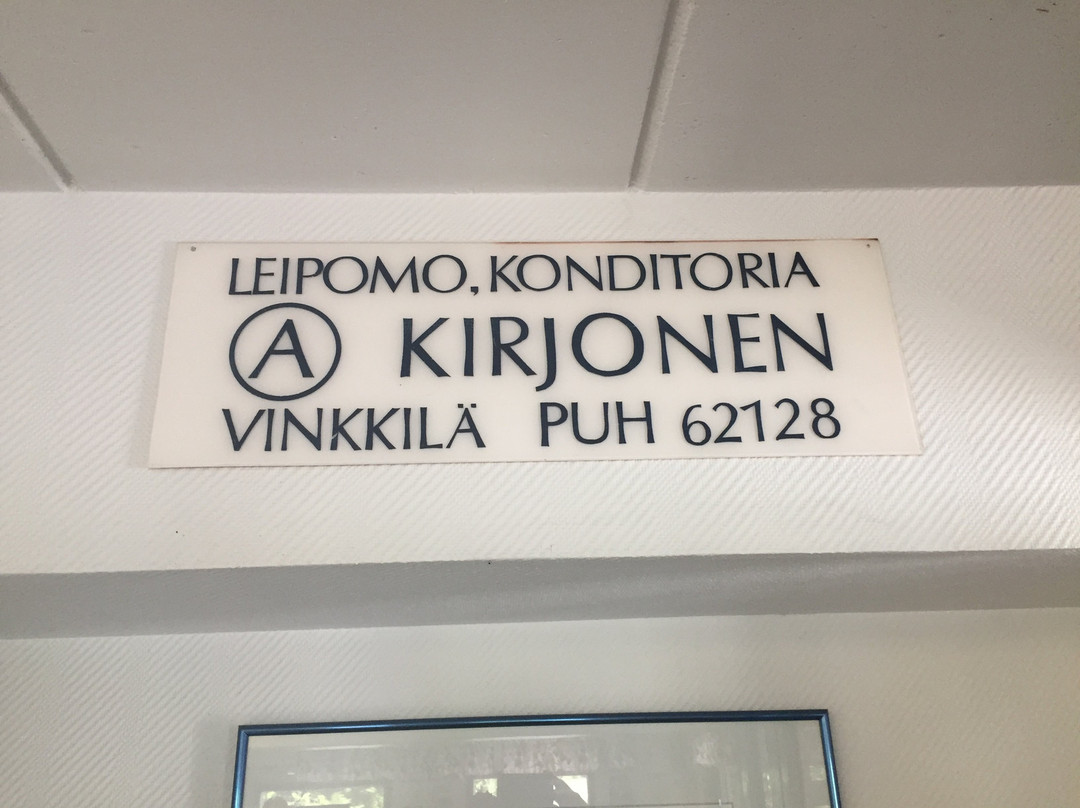 LEIPOMO, KONDITORIA
A KIRJONEN
VINKKILÄ PUH 62128